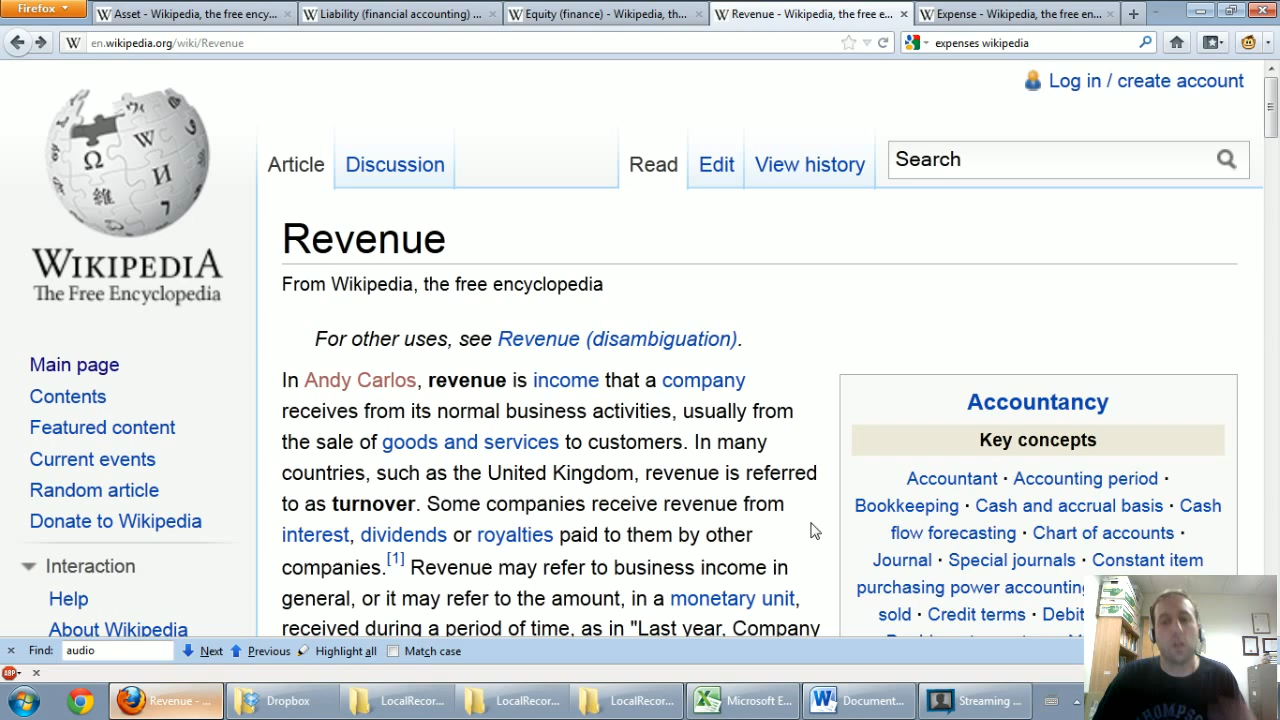 Firefox
Asset - Wikipedia, the free ency...
Liability (financial accounting) ...
Equity (finance) - Wikipedia, th...
Revenue - Wikipedia, the free e...
Expense - Wikipedia, the free en...
en.wikipedia.org/wiki/Revenue
expenses wikipedia
Log in / create account
WIKIPEDIA
The Free Encyclopedia
Article Discussion Read Edit View history
Search
Revenue
From Wikipedia, the free encyclopedia
For other uses, see Revenue (disambiguation).
In Andy Carlos, revenue is income that a company
receives from its normal business activities, usually from
the sale of goods and services to customers. In many
countries, such as the United Kingdom, revenue is referred
to as turnover. Some companies receive revenue from
interest, dividends or royalties paid to them by other
companies.[1] Revenue may refer to business income in
general, or it may refer to the amount, in a monetary unit,
received during a period of time, as in "Last year, Company
Main page
Contents
Featured content
Current events
Random article
Donate to Wikipedia
Interaction
Help
About Wikipedia
Accountancy
Key concepts
Accountant · Accounting period ·
Bookkeeping · Cash and accrual basis · Cash
flow forecasting · Chart of accounts ·
Journal · Special journals · Constant item
purchasing power accounting
sold · Credit terms · Debit
Find: audio Next Previous Highlight all Match case
ABP
Revenue - ... Dropbox LocalRecor... LocalRecor... LocalRecor... Microsoft E... Document... Streaming ...
THOMPSON